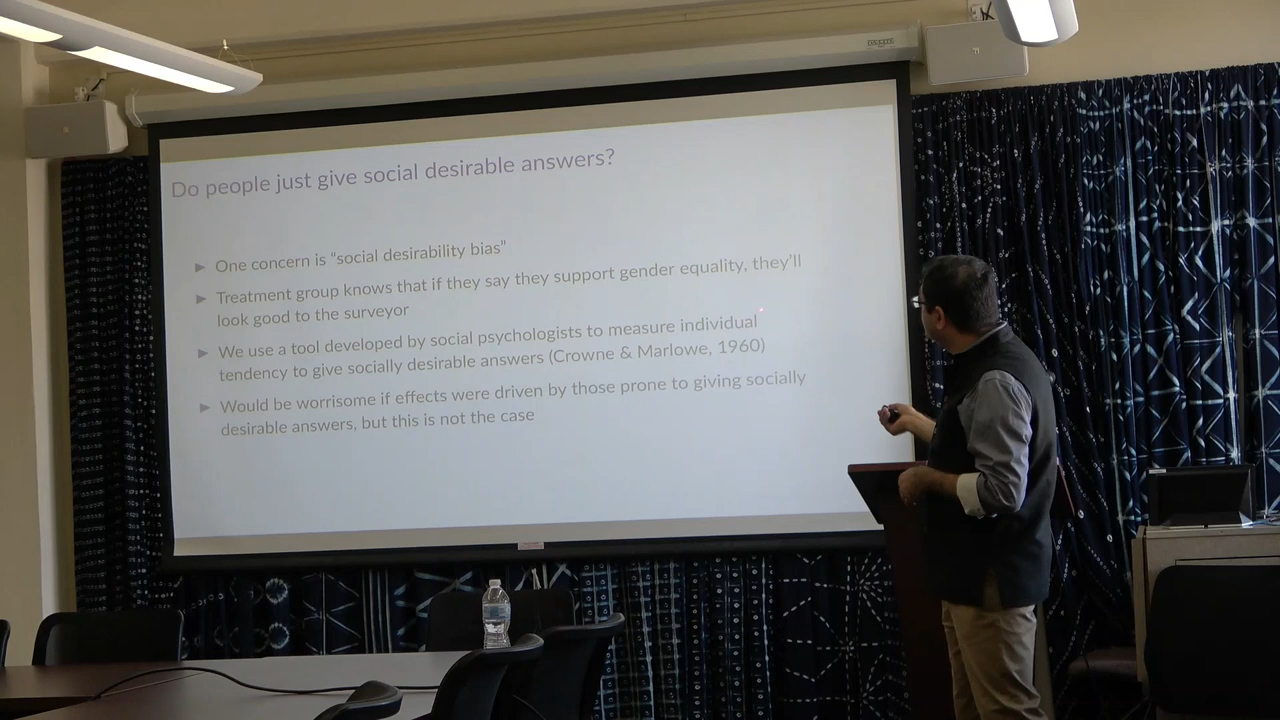 Do people just give social desirable answers?
One concern is “social desirability bias”
Treatment group knows that if they say they support gender equality, they’ll
look good to the surveyor
We use a tool developed by social psychologists to measure individual
tendency to give socially desirable answers (Crowne & Marlowe, 1960)
Would be worrisome if effects were driven by those prone to giving socially
desirable answers, but this is not the case